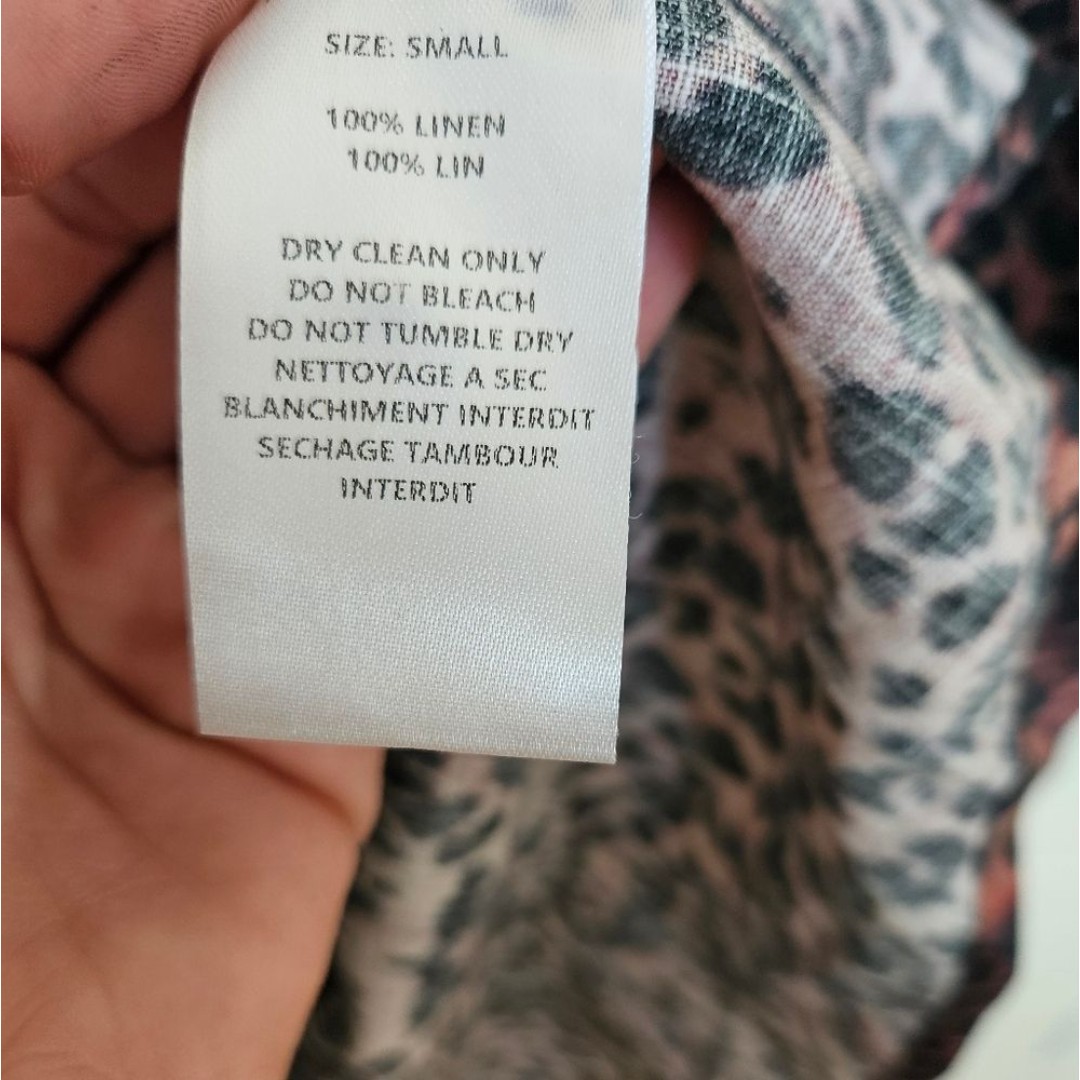 SIZE: SMALL
100% LINEN
100% LIN
DRY CLEAN ONLY
DO NOT BLEACH
DO NOT TUMBLE DRY
NETTOYAGE A SEC
BLANCHIMENT INTERDIT
SECHAGE TAMBOUR
INTERDIT